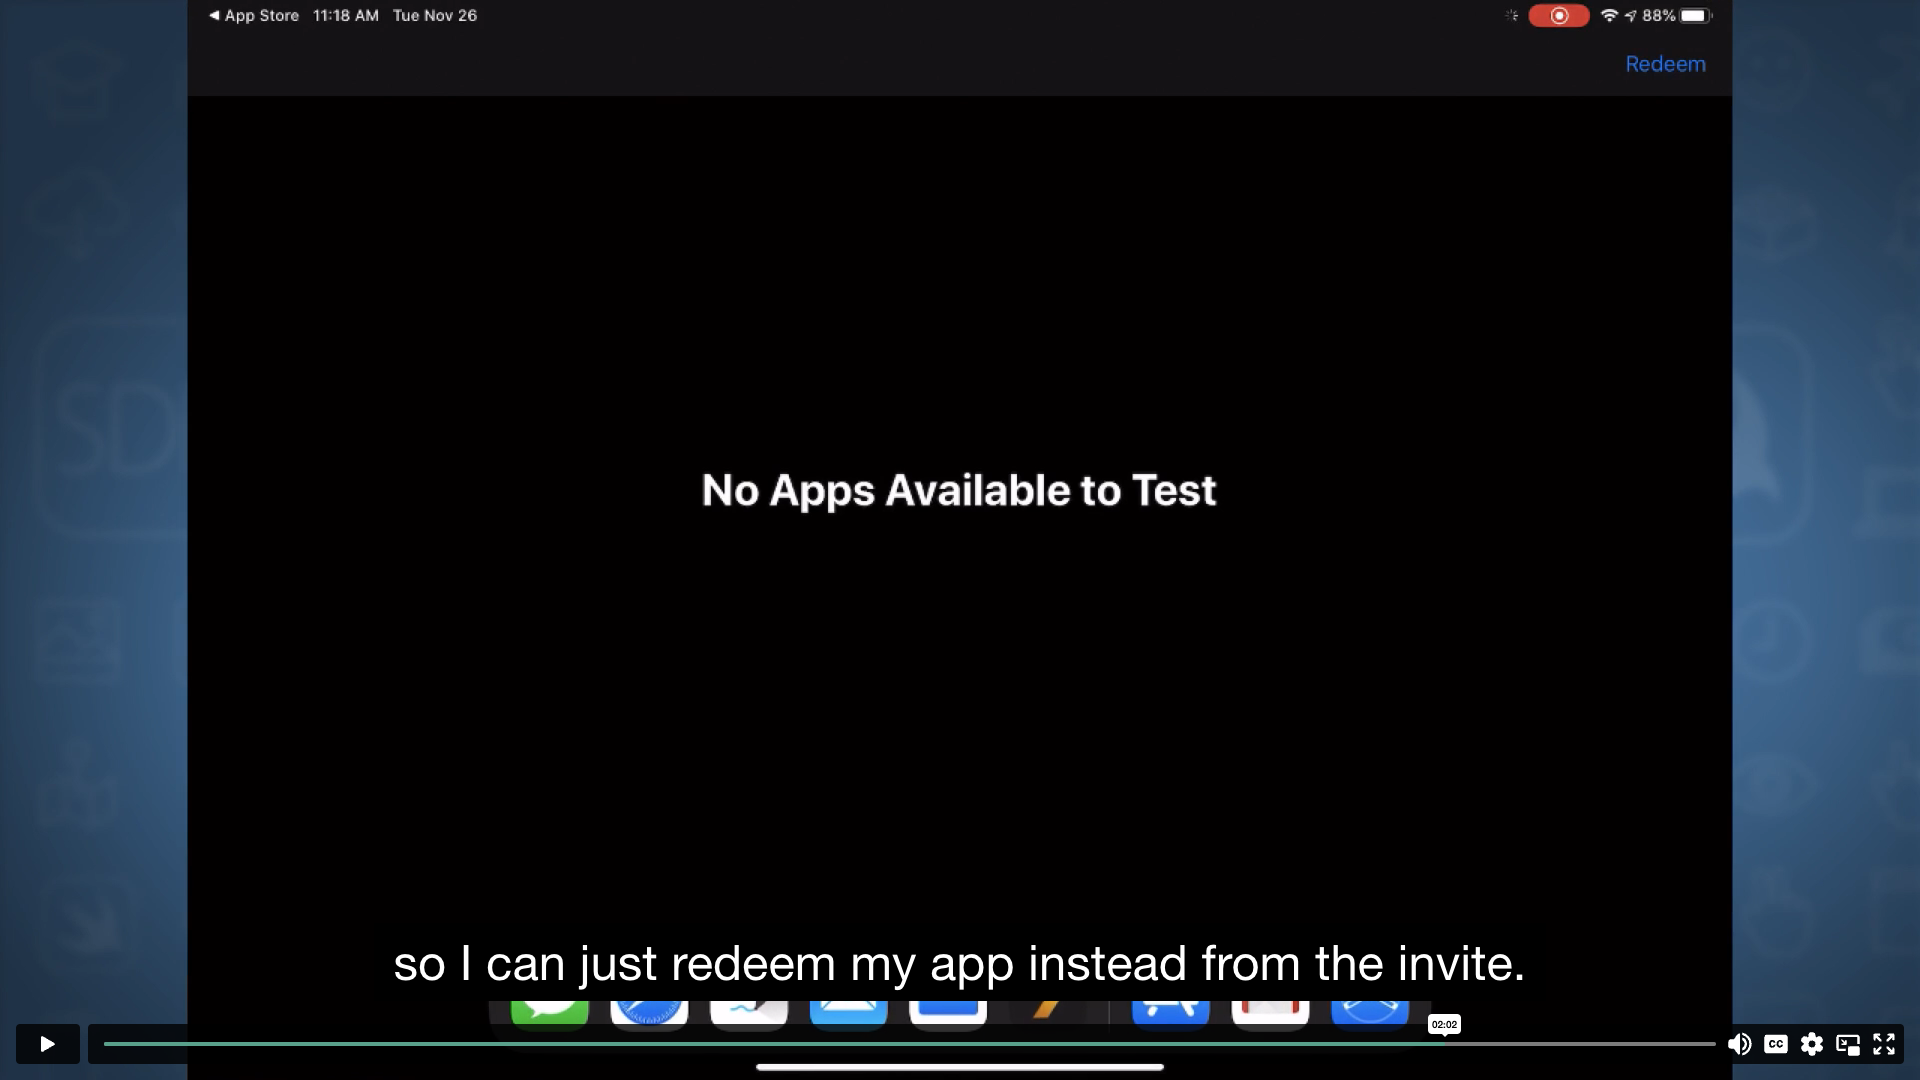 ◀ App Store 11:18 AM Tue Nov 26
88%
Redeem
SD
No Apps Available to Test
so I can just redeem my app instead from the invite.
02:02
CC